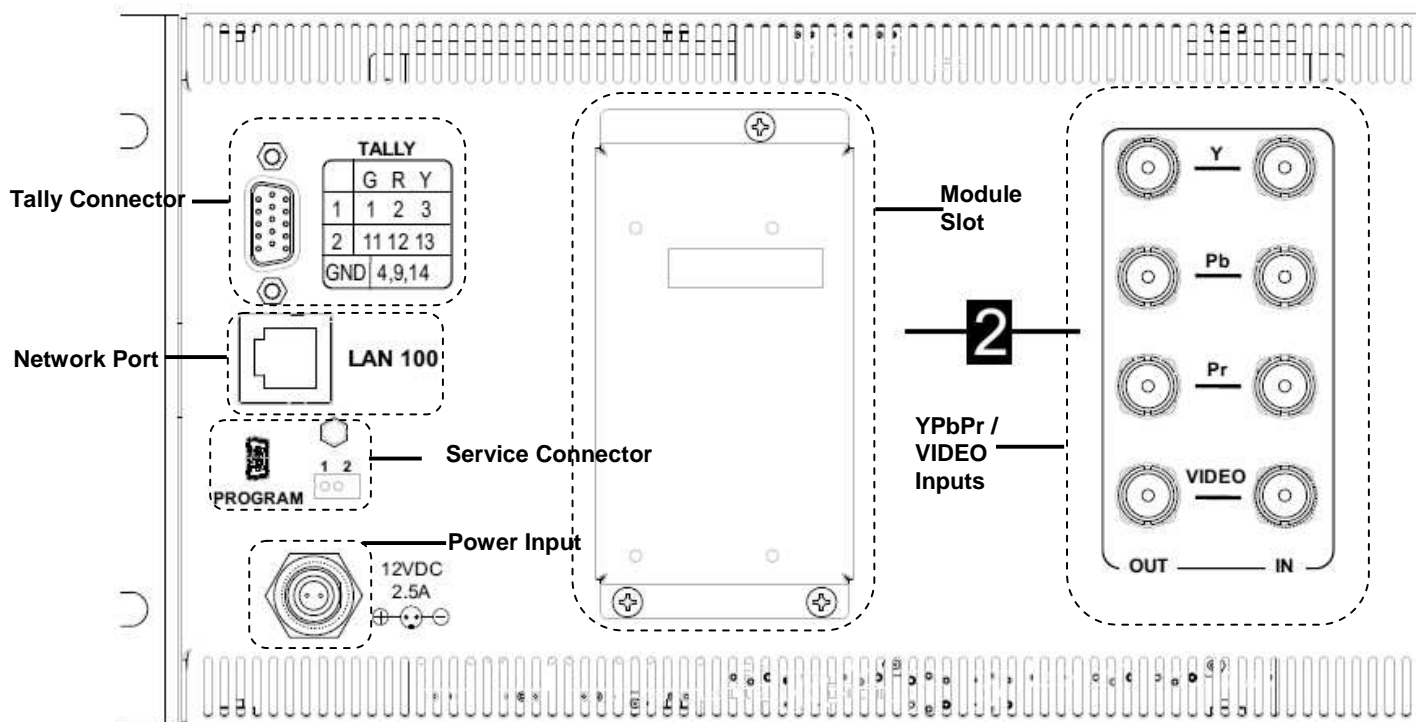 Tally Connector
TALLY
G R Y
1 1 2 3
2 11 12 13
GND 4,9,14
Network Port
LAN 100
Service Connector
1 2
PROGRAM
Power Input
12VDC
2.5A
Module
Slot
2
YPbPr /
VIDEO
Inputs
Y
Pb
Pr
VIDEO
OUT IN